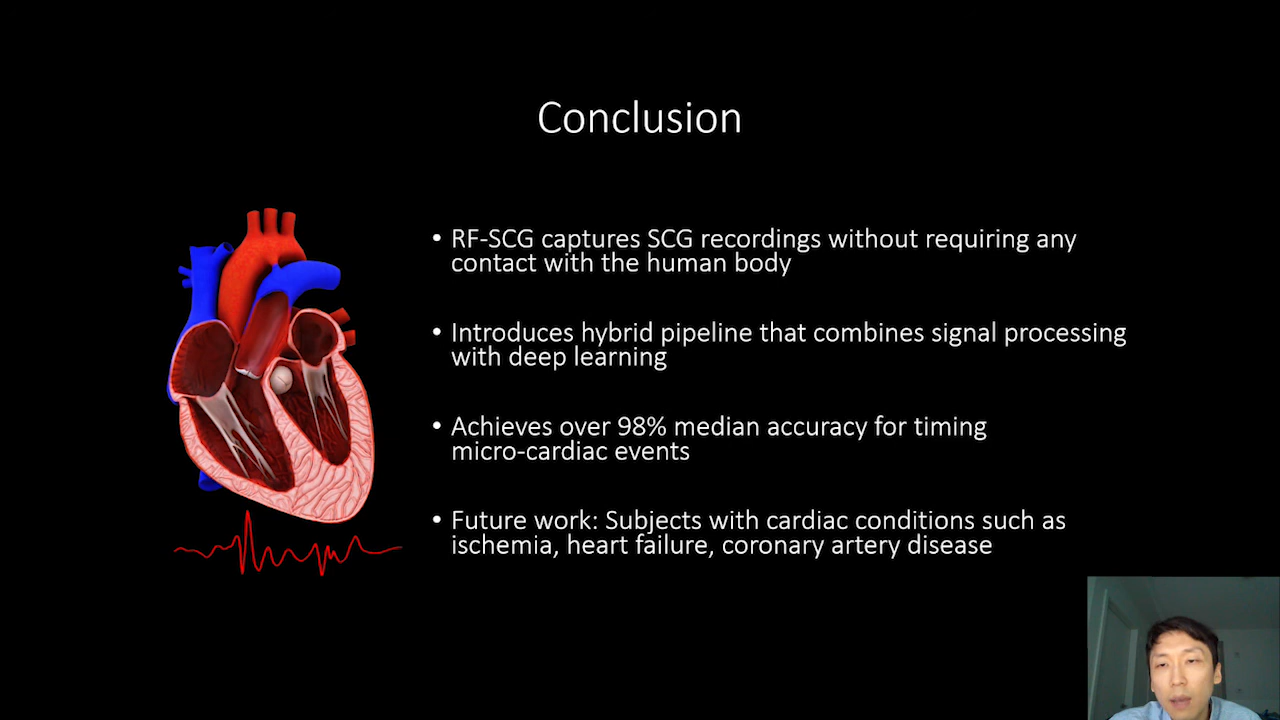 Conclusion
• RF-SCG captures SCG recordings without requiring any
contact with the human body
• Introduces hybrid pipeline that combines signal processing
with deep learning
• Achieves over 98% median accuracy for timing
micro-cardiac events
• Future work: Subjects with cardiac conditions such as
ischemia, heart failure, coronary artery disease